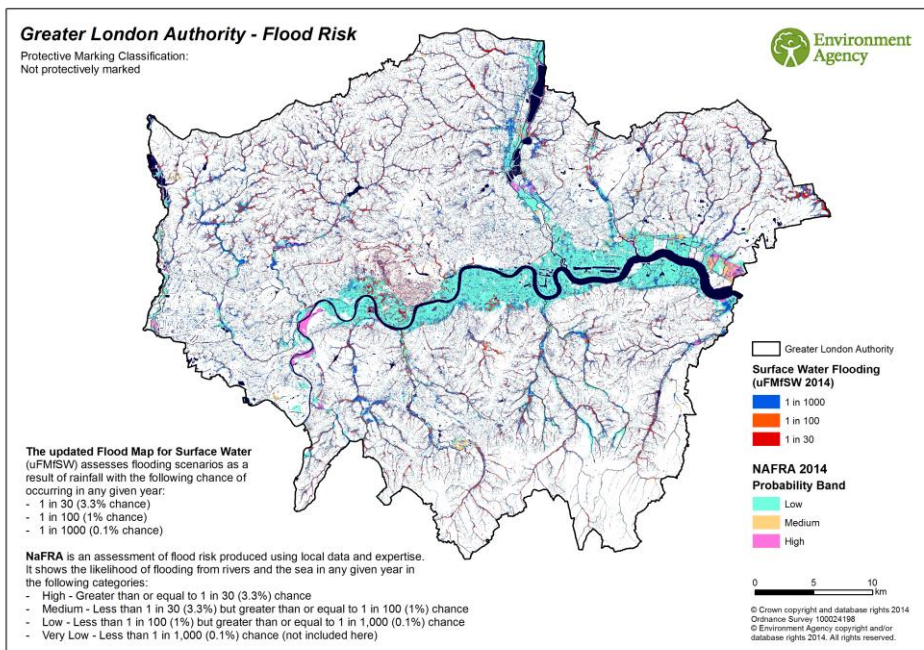 Greater London Authority - Flood Risk
Protective Marking Classification:
Not protectively marked
Environment
Agency
Greater London Authority
Surface Water Flooding
(uFMfSW 2014)
1 in 1000
1 in 100
1 in 30
NAFRA 2014
Probability Band
Low
Medium
High
The updated Flood Map for Surface Water
(uFMfSW) assesses flooding scenarios as a
result of rainfall with the following chance of
occurring in any given year:
- 1 in 30 (3.3% chance)
- 1 in 100 (1% chance)
- 1 in 1000 (0.1% chance)
NaFRA is an assessment of flood risk produced using local data and expertise.
It shows the likelihood of flooding from rivers and the sea in any given year in
the following categories:
- High - Greater than or equal to 1 in 30 (3.3%) chance
- Medium - Less than 1 in 30 (3.3%) but greater than or equal to 1 in 100 (1%) chance
- Low - Less than 1 in 100 (1%) but greater than or equal to 1 in 1,000 (0.1%) chance
- Very Low - Less than 1 in 1,000 (0.1%) chance (not included here)
0 5 10
km
© Crown copyright and database rights 2014
Ordnance Survey 100024198
© Environment Agency copyright and/or
database rights 2014. All rights reserved.